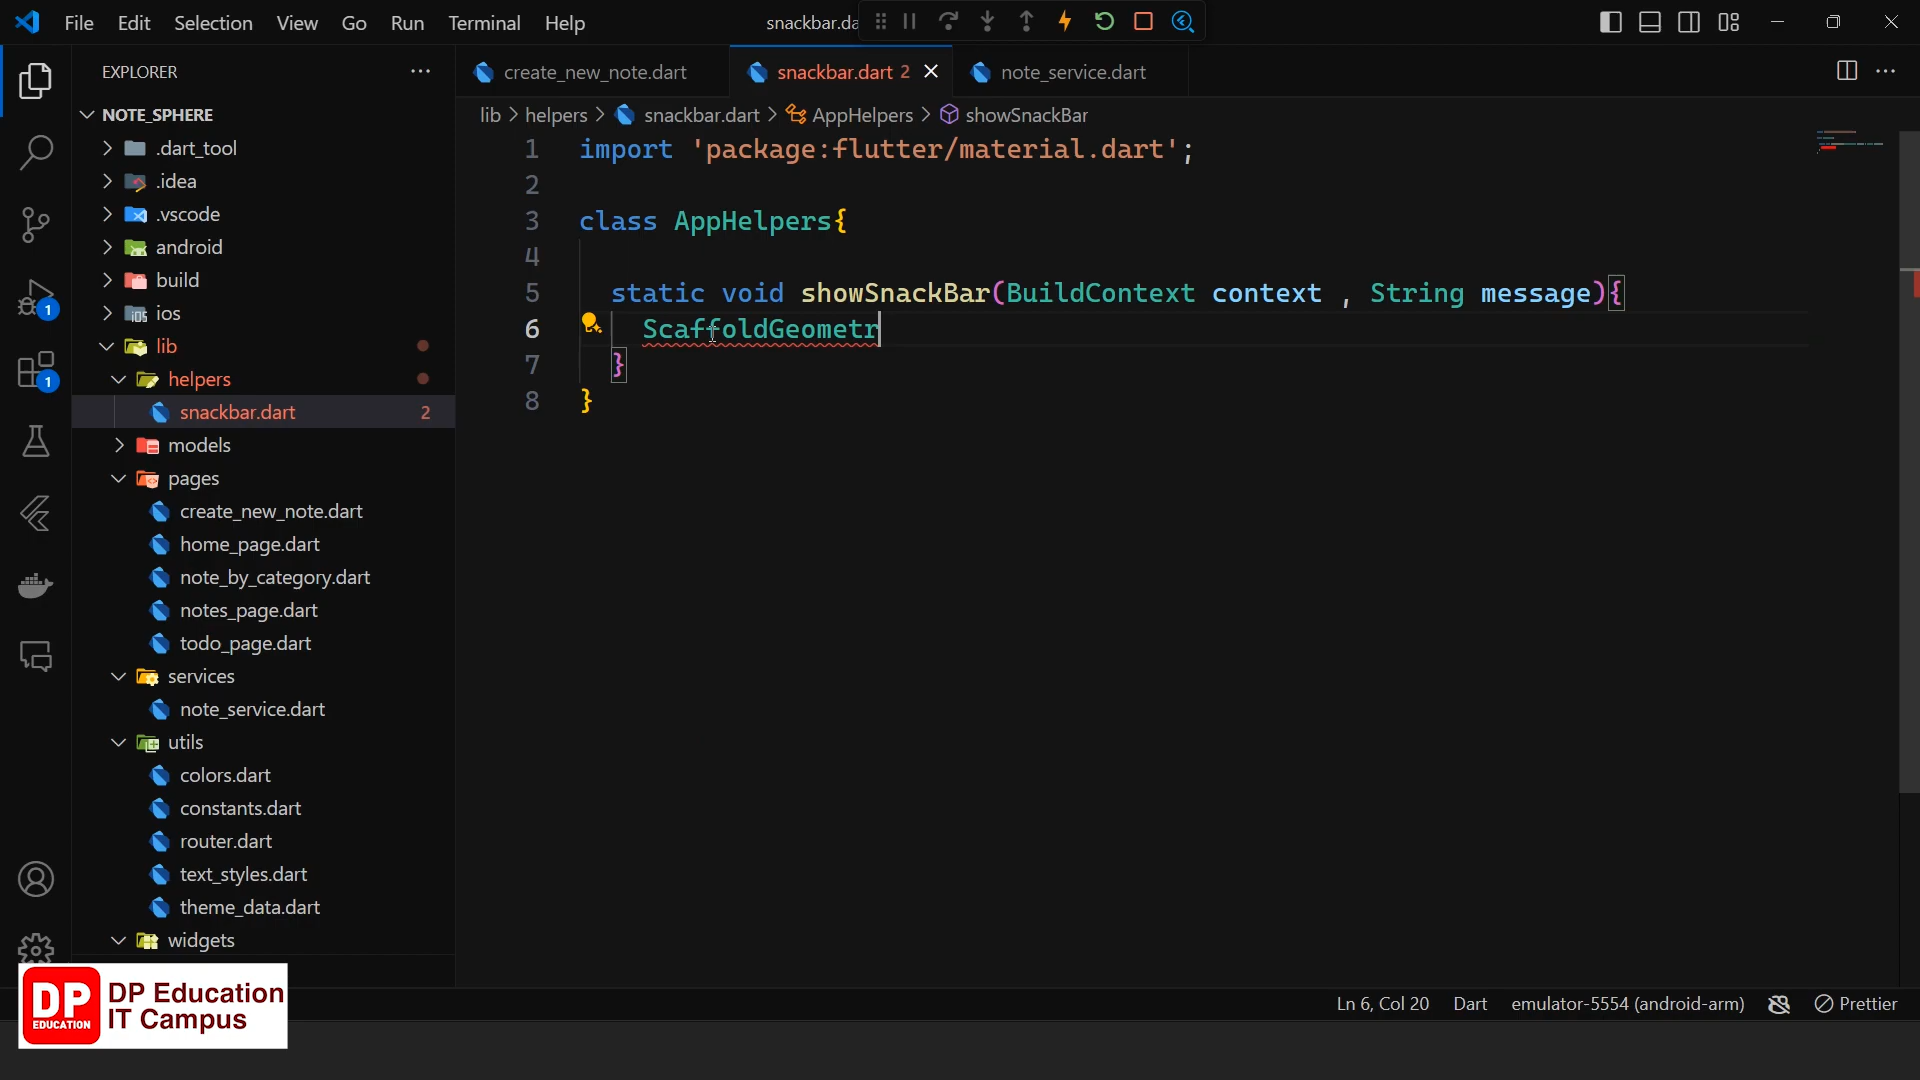 File Edit Selection View Go Run Terminal Help snackbar.da
EXPLORER
NOTE_SPHERE
.dart_tool
.idea
.vscode
android
build
ios
lib
helpers
snackbar.dart 2
models
pages
create_new_note.dart
home_page.dart
note_by_category.dart
notes_page.dart
todo_page.dart
services
note_service.dart
utils
colors.dart
constants.dart
router.dart
text_styles.dart
theme_data.dart
widgets
1
1
create_new_note.dart snackbar.dart 2 note_service.dart
lib > helpers > snackbar.dart > AppHelpers > showSnackBar
1 import 'package:flutter/material.dart';
2
3 class AppHelpers{
4
5 static void showSnackBar(BuildContext context , String message){
6 ScaffoldGeometr
7 }
8 }
DP EDUCATION
DP Education
IT Campus
Ln 6, Col 20 Dart emulator-5554 (android-arm) Prettier